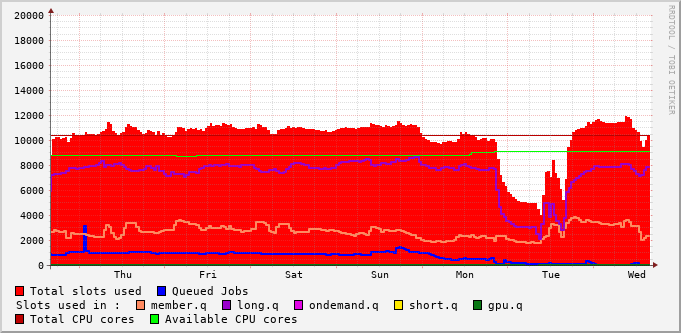 20000
18000
16000
14000
12000
10000
8000
6000
4000
2000
0
Thu Fri Sat Sun Mon Tue Wed
RRDTOOL / TOBI OETIKER
Total slots used Queued Jobs
Slots used in : member.q long.q ondemand.q short.q gpu.q
Total CPU cores Available CPU cores